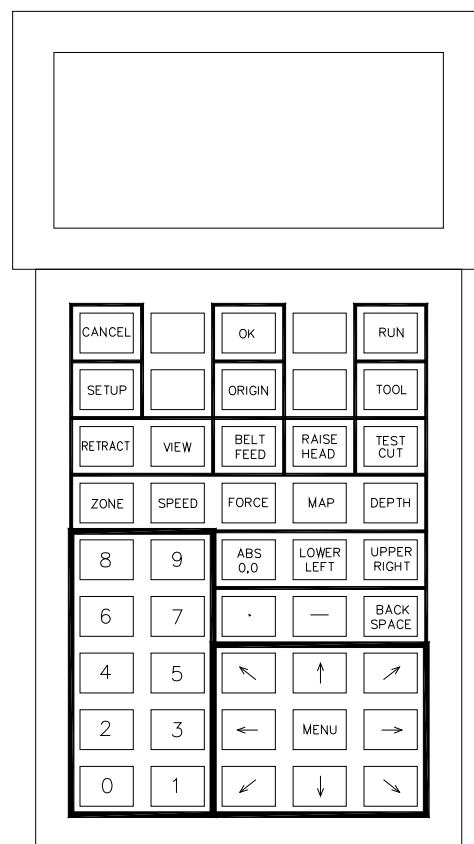 CANCEL OK RUN
SETUP ORIGIN TOOL
RETRACT VIEW BELT FEED RAISE HEAD TEST CUT
ZONE SPEED FORCE MAP DEPTH
8 9 ABS 0,0 LOWER LEFT UPPER RIGHT
6 7 . — BACK SPACE
4 5 ↖ ↑ ↗
2 3 ← MENU →
0 1 ↙ ↓ ↘